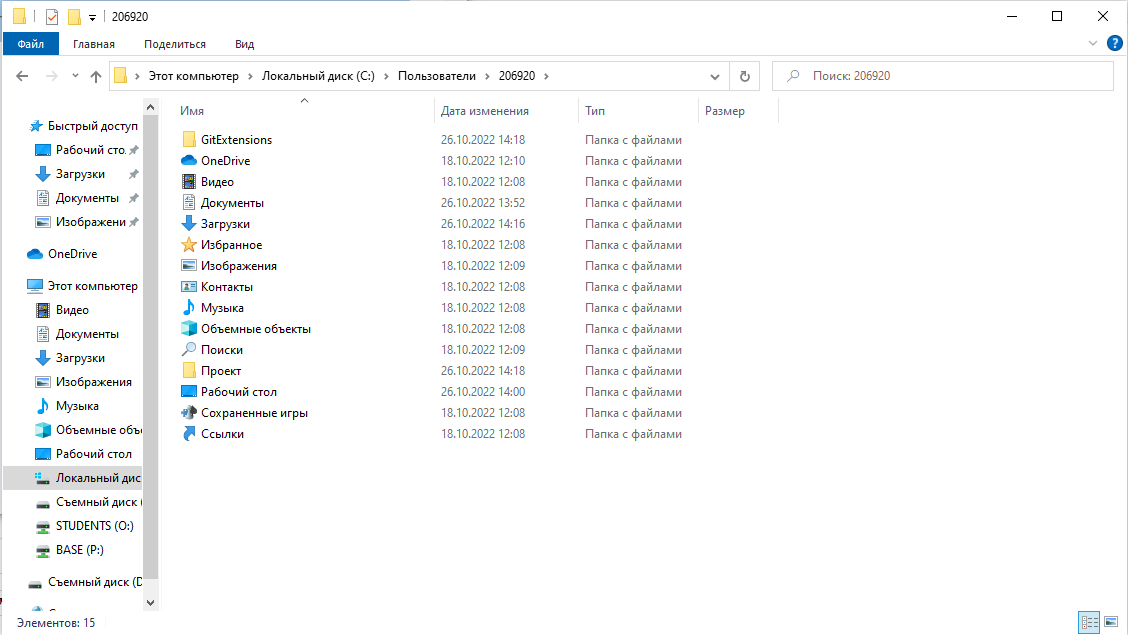 206920
Файл Главная Поделиться Вид
Этот компьютер Локальный диск (C:) Пользователи 206920
Поиск: 206920
Быстрый доступ
Рабочий сто.
Загрузки
Документы
Изображени
OneDrive
Этот компьютер
Видео
Документы
Загрузки
Изображения
Музыка
Объемные объ
Рабочий стол
Локальный дис
Съемный диск (
STUDENTS (O:)
BASE (P:)
Съемный диск (D
Имя Дата изменения Тип Размер
GitExtensions 26.10.2022 14:18 Папка с файлами
OneDrive 18.10.2022 12:10 Папка с файлами
Видео 18.10.2022 12:08 Папка с файлами
Документы 26.10.2022 13:52 Папка с файлами
Загрузки 26.10.2022 14:16 Папка с файлами
Избранное 18.10.2022 12:08 Папка с файлами
Изображения 18.10.2022 12:09 Папка с файлами
Контакты 18.10.2022 12:08 Папка с файлами
Музыка 18.10.2022 12:08 Папка с файлами
Объемные объекты 18.10.2022 12:08 Папка с файлами
Поиски 18.10.2022 12:09 Папка с файлами
Проект 26.10.2022 14:18 Папка с файлами
Рабочий стол 26.10.2022 14:00 Папка с файлами
Сохраненные игры 18.10.2022 12:08 Папка с файлами
Ссылки 18.10.2022 12:08 Папка с файлами
Элементов: 15